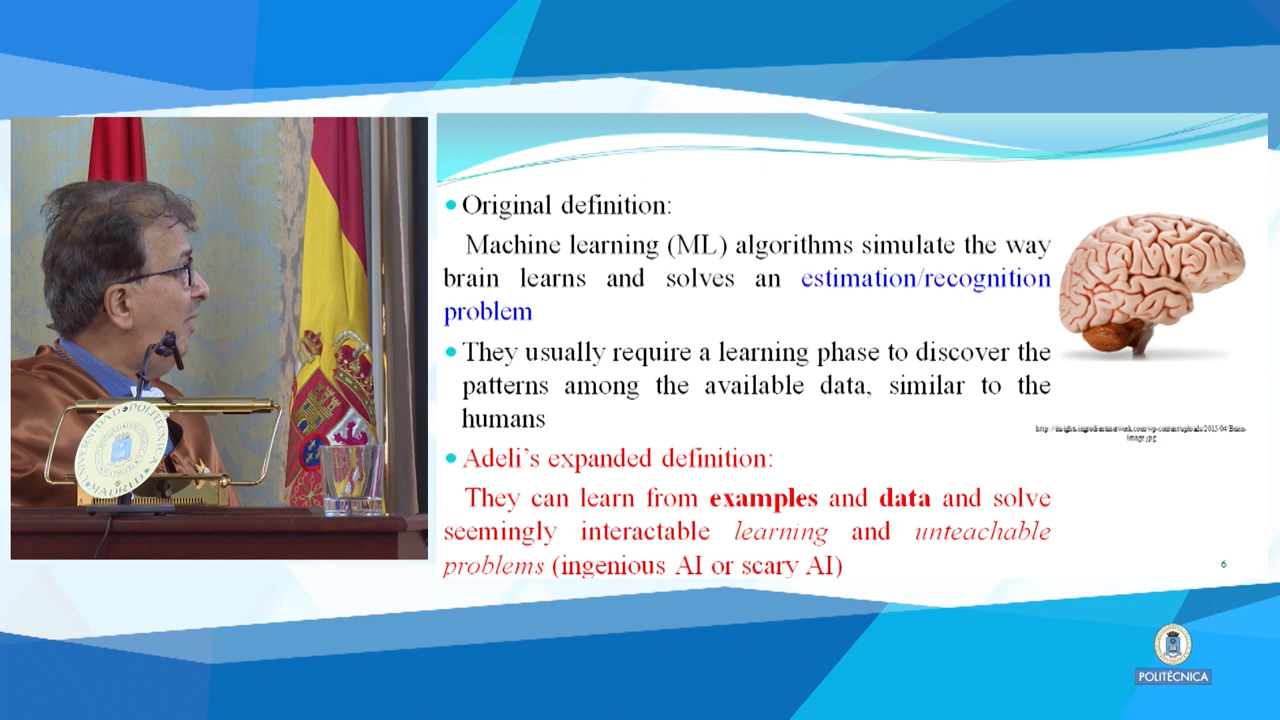 Original definition:
Machine learning (ML) algorithms simulate the way
brain learns and solves an estimation/recognition
problem
They usually require a learning phase to discover the
patterns among the available data, similar to the
humans
Adeli's expanded definition:
They can learn from examples and data and solve
seemingly interactable learning and unteachable
problems (ingenious AI or scary AI)
6
UNIVERSIDAD POLITÉCNICA
MADRID
POLITÉCNICA